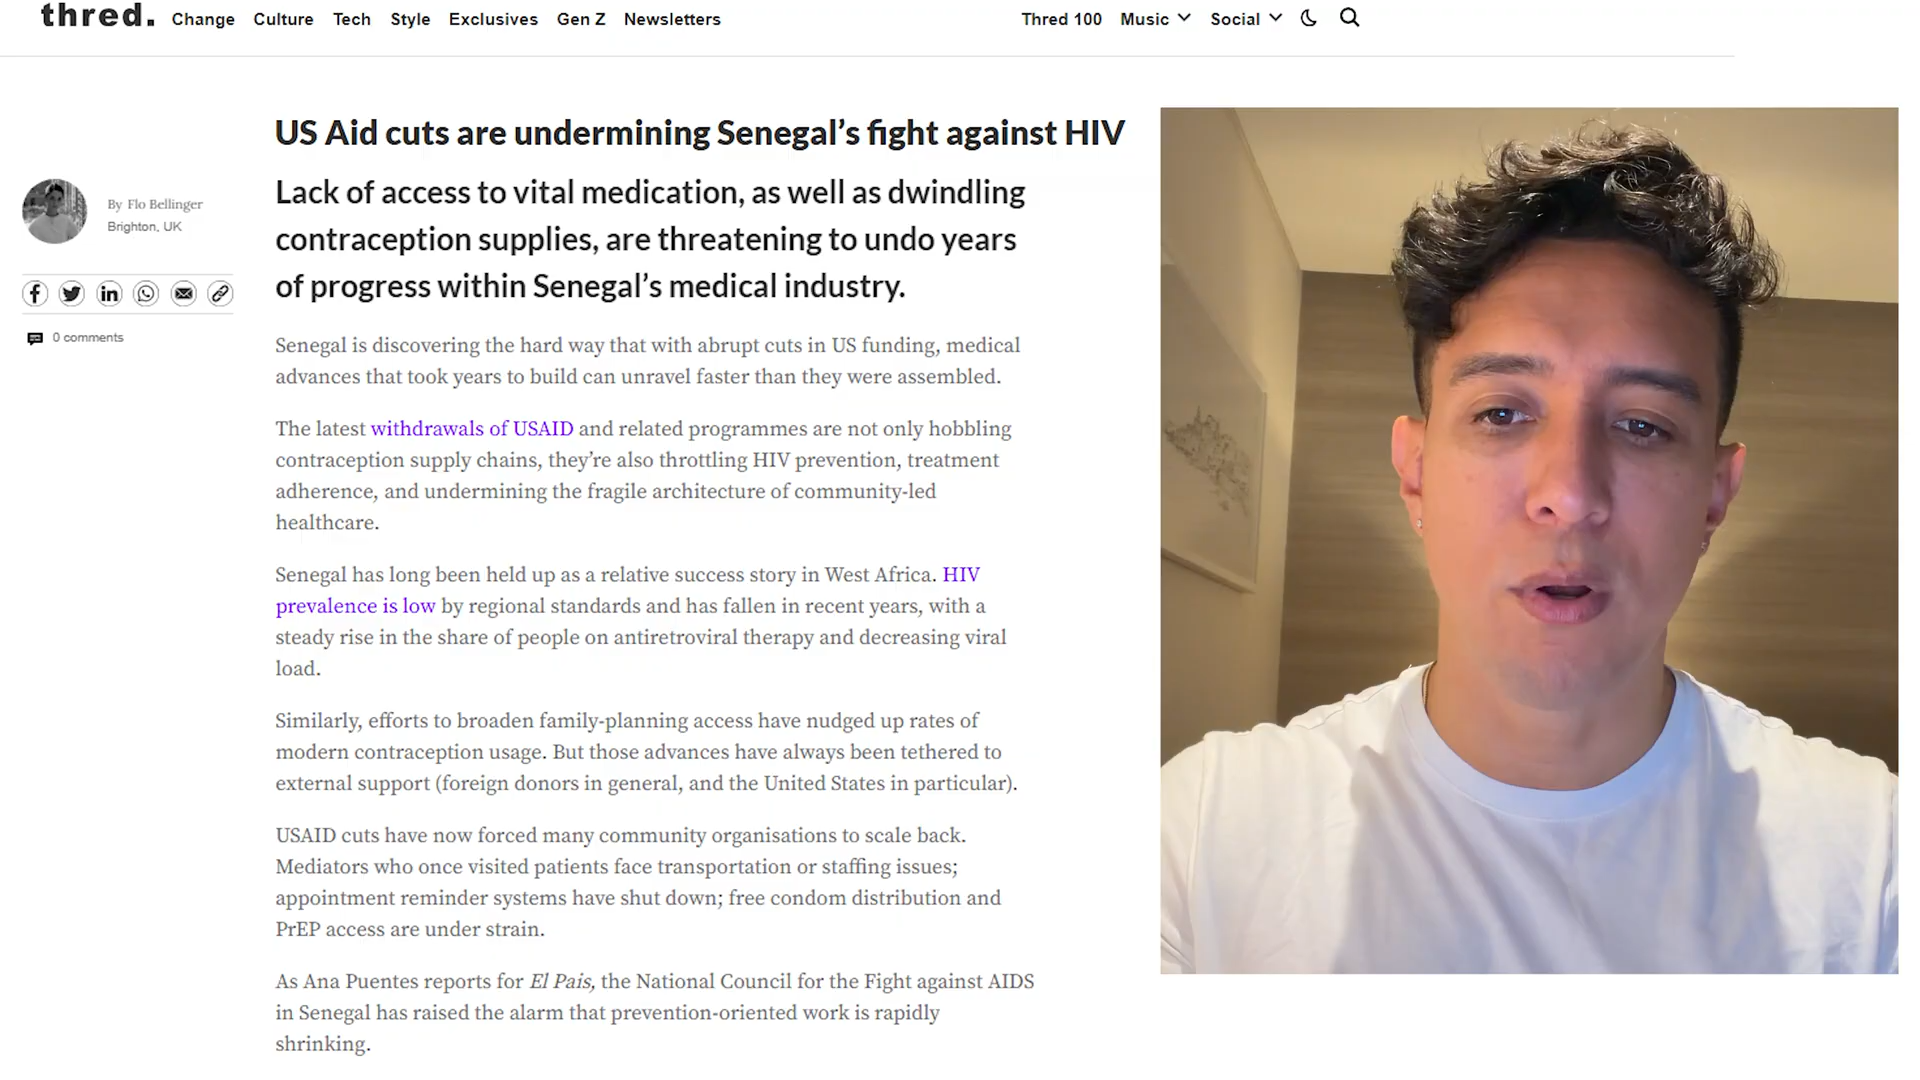 thred. Change Culture Tech Style Exclusives Gen Z Newsletters Thred 100 Music Social
US Aid cuts are undermining Senegal’s fight against HIV
Lack of access to vital medication, as well as dwindling
contraception supplies, are threatening to undo years
of progress within Senegal’s medical industry.
By Flo Bellinger
Brighton, UK
0 comments
Senegal is discovering the hard way that with abrupt cuts in US funding, medical
advances that took years to build can unravel faster than they were assembled.
The latest withdrawals of USAID and related programmes are not only hobbling
contraception supply chains, they’re also throttling HIV prevention, treatment
adherence, and undermining the fragile architecture of community-led
healthcare.
Senegal has long been held up as a relative success story in West Africa. HIV
prevalence is low by regional standards and has fallen in recent years, with a
steady rise in the share of people on antiretroviral therapy and decreasing viral
load.
Similarly, efforts to broaden family-planning access have nudged up rates of
modern contraception usage. But those advances have always been tethered to
external support (foreign donors in general, and the United States in particular).
USAID cuts have now forced many community organisations to scale back.
Mediators who once visited patients face transportation or staffing issues;
appointment reminder systems have shut down; free condom distribution and
PrEP access are under strain.
As Ana Puentes reports for El Pais, the National Council for the Fight against AIDS
in Senegal has raised the alarm that prevention-oriented work is rapidly
shrinking.